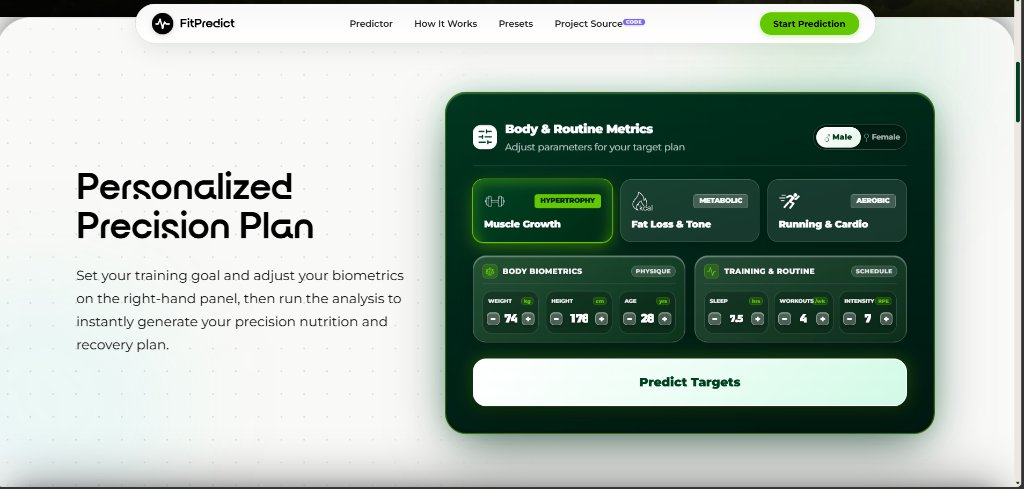 FitPredict
Predictor How It Works Presets Project Source CODE
Start Prediction
Personalized
Precision Plan
Set your training goal and adjust your biometrics
on the right-hand panel, then run the analysis to
instantly generate your precision nutrition and
recovery plan.
Body & Routine Metrics
Adjust parameters for your target plan
♂ Male ♀ Female
HYPERTROPHY
Muscle Growth
kcal
METABOLIC
Fat Loss & Tone
AEROBIC
Running & Cardio
BODY BIOMETRICS PHYSIQUE
WEIGHT kg HEIGHT cm AGE yrs
− 74 + − 178 + − 28 +
TRAINING & ROUTINE SCHEDULE
SLEEP hrs WORKOUTS /wk INTENSITY RPE
− 7.5 + − 4 + − 7 +
Predict Targets